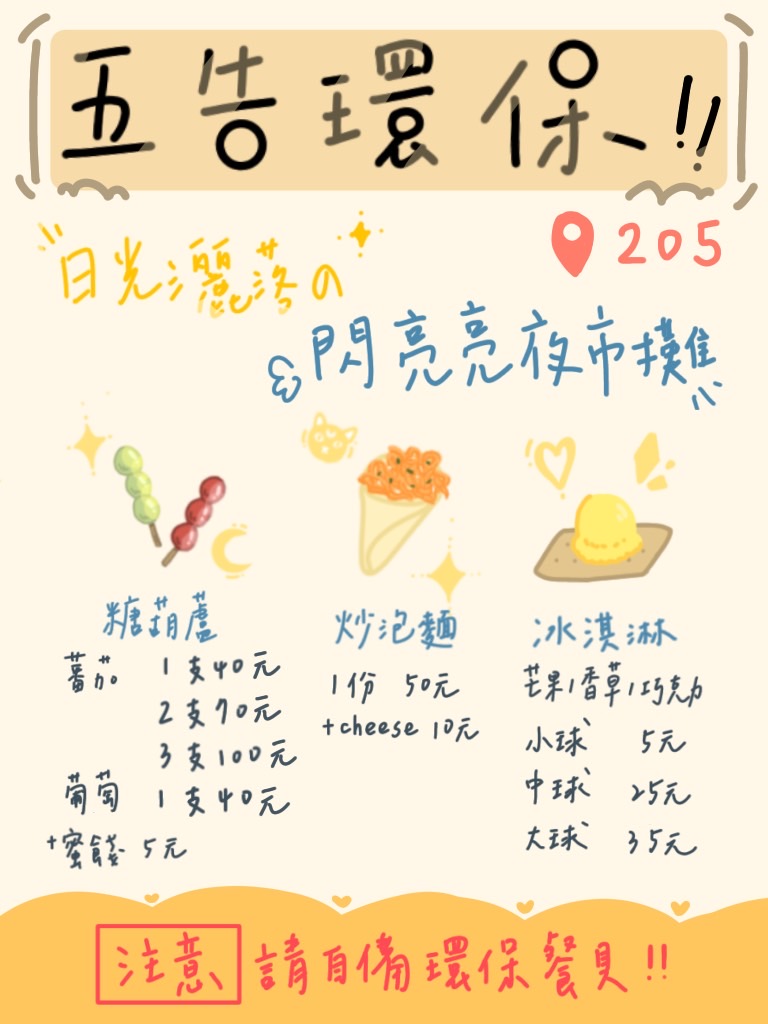 五告環保!!
205
日光灑落の
閃亮亮夜市攤
糖葫蘆
蕃茄 1支40元
2支70元
3支100元
葡萄 1支40元
+蜜餞 5元
炒泡麵
1份 50元
+cheese 10元
冰淇淋
芒果/香草/巧克力
小球 5元
中球 25元
大球 35元
注意 請自備環保餐具!!